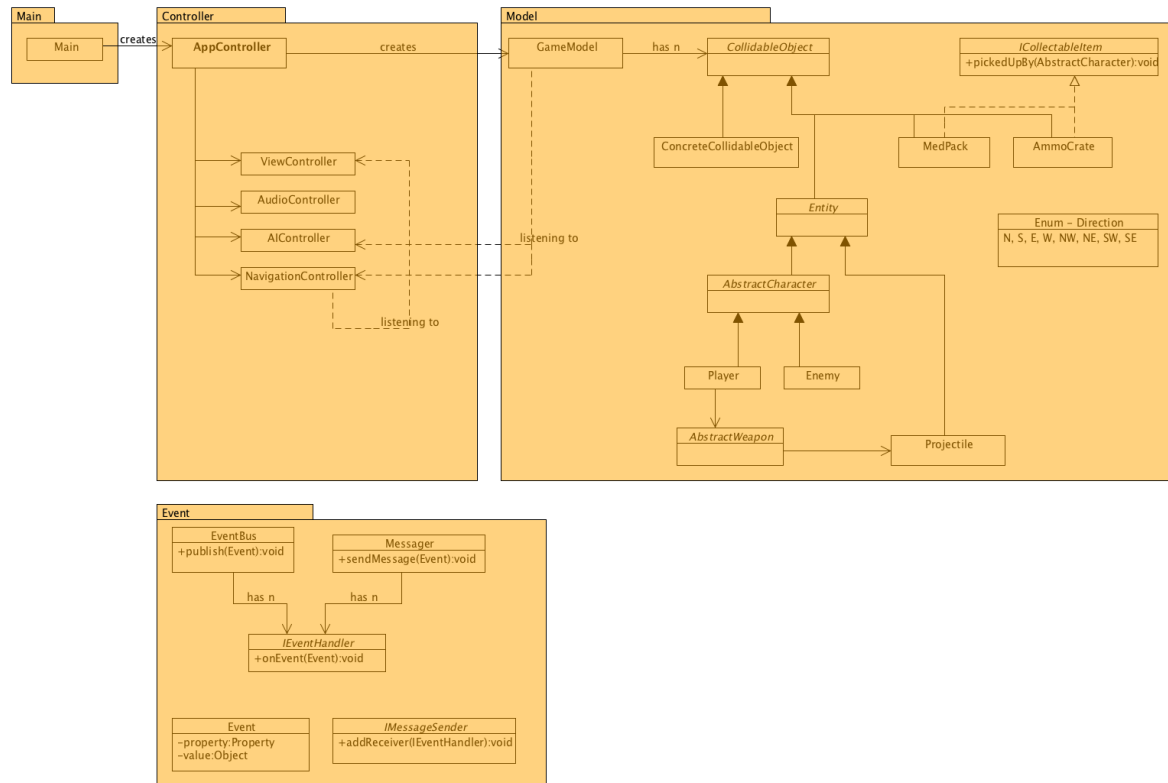 Main
Main
creates
Controller
AppController
creates
ViewController
AudioController
AIController
NavigationController
listening to
listening to
Model
GameModel
has n
CollidableObject
ICollectableItem
+pickedUpBy(AbstractCharacter):void
ConcreteCollidableObject
MedPack
AmmoCrate
Entity
Enum - Direction
N, S, E, W, NW, NE, SW, SE
AbstractCharacter
Player
Enemy
AbstractWeapon
Projectile
Event
EventBus
+publish(Event):void
Messager
+sendMessage(Event):void
has n
has n
IEventHandler
+onEvent(Event):void
Event
-property:Property
-value:Object
IMessageSender
+addReceiver(IEventHandler):void